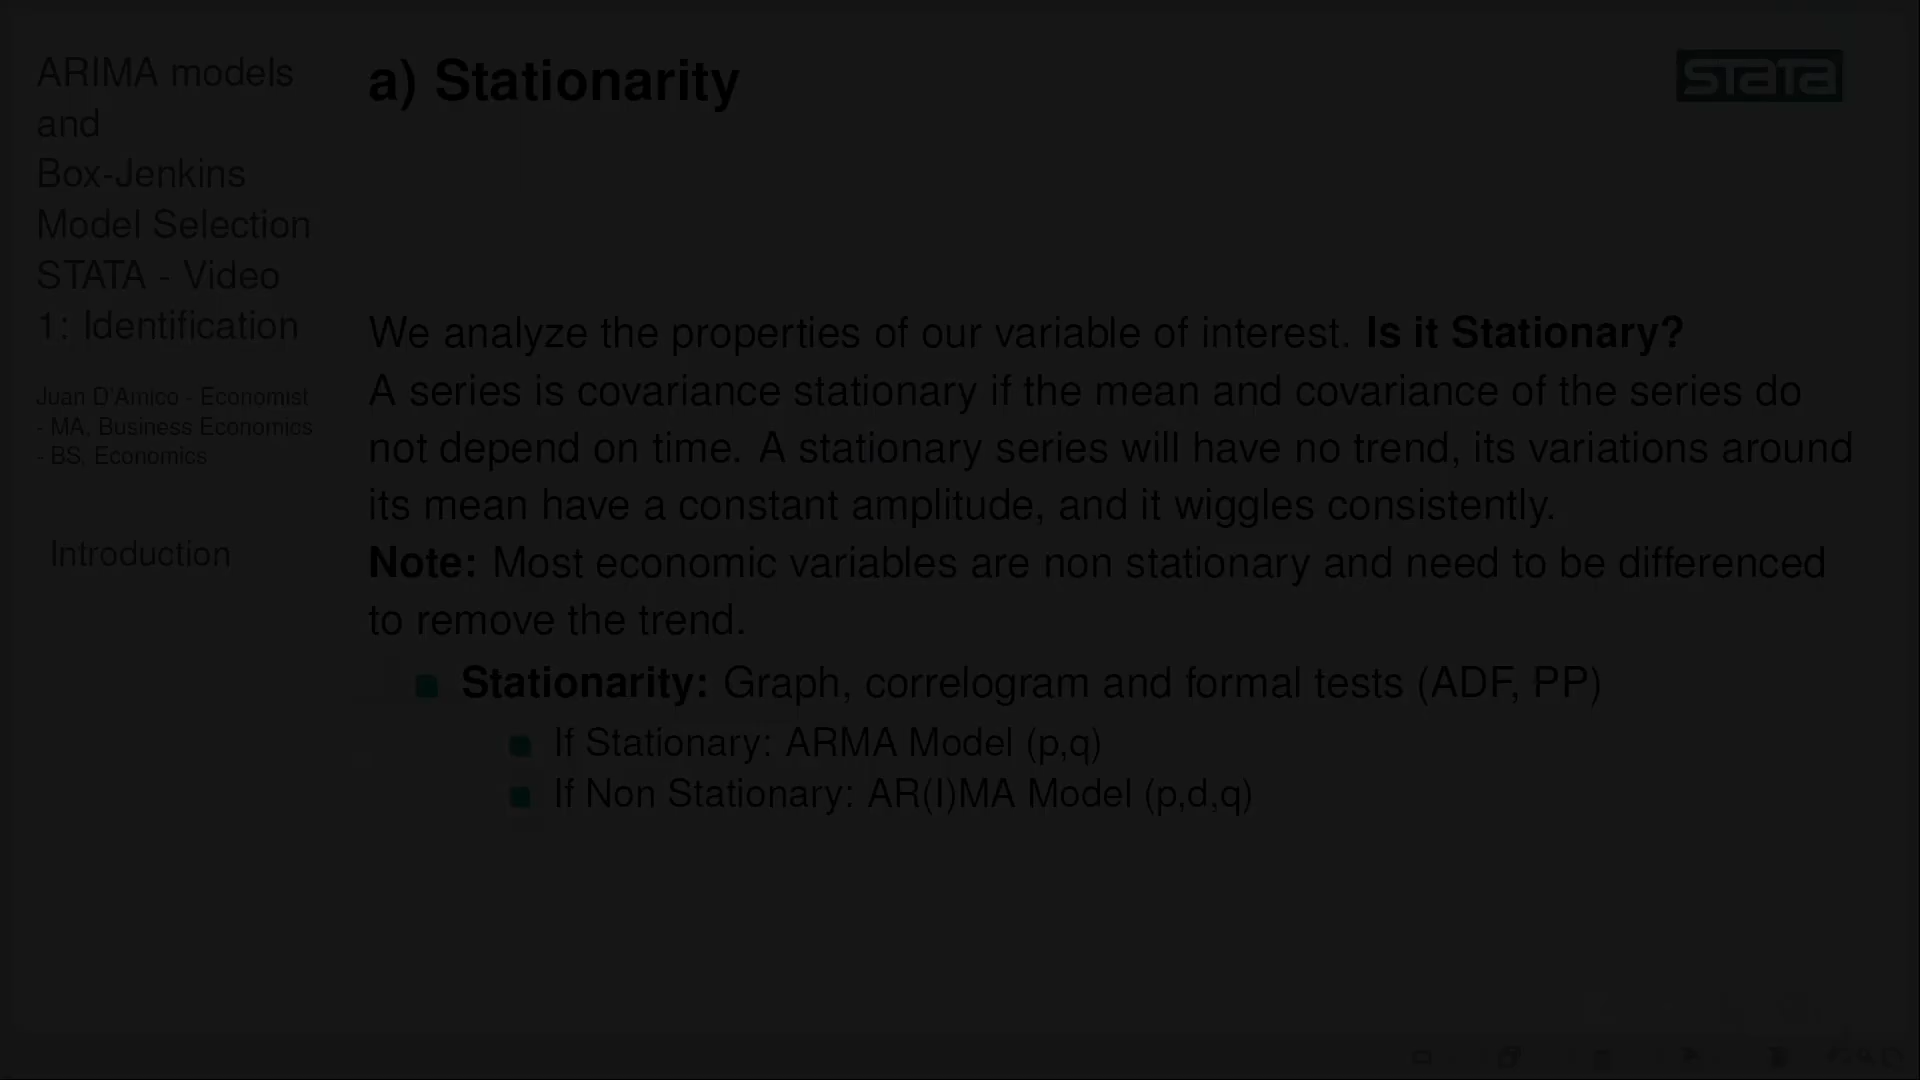 ARIMA models
and
Box-Jenkins
Model Selection
STATA - Video
1: Identification
Juan D'Amico - Economist
- MA, Business Economics
- BS, Economics
Introduction
a) Stationarity
STATA
We analyze the properties of our variable of interest. Is it Stationary?
A series is covariance stationary if the mean and covariance of the series do
not depend on time. A stationary series will have no trend, its variations around
its mean have a constant amplitude, and it wiggles consistently.
Note: Most economic variables are non stationary and need to be differenced
to remove the trend.
Stationarity: Graph, correlogram and formal tests (ADF, PP)
If Stationary: ARMA Model (p,q)
If Non Stationary: AR(I)MA Model (p,d,q)